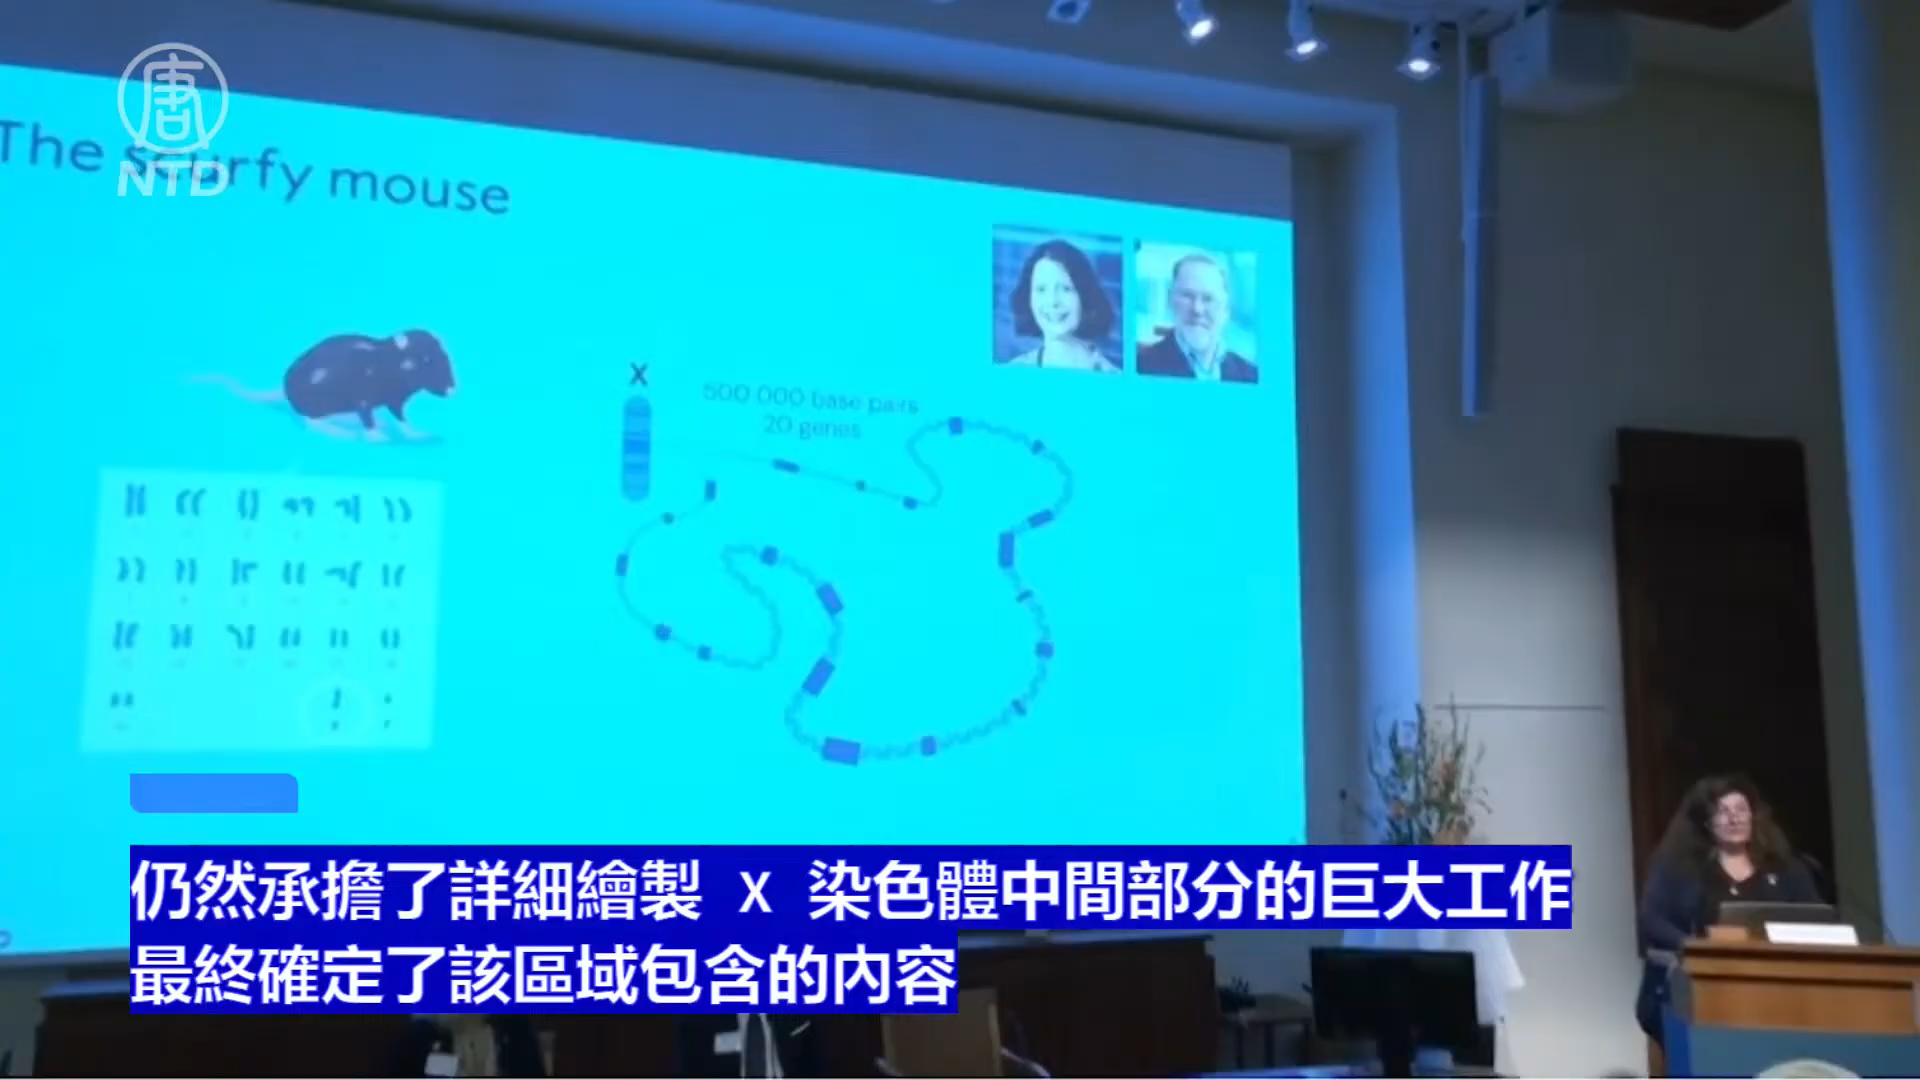 唐
NTD
The scurfy mouse
X
500 000 base pairs
20 genes
仍然承擔了詳細繪製 X 染色體中間部分的巨大工作
最終確定了該區域包含的內容